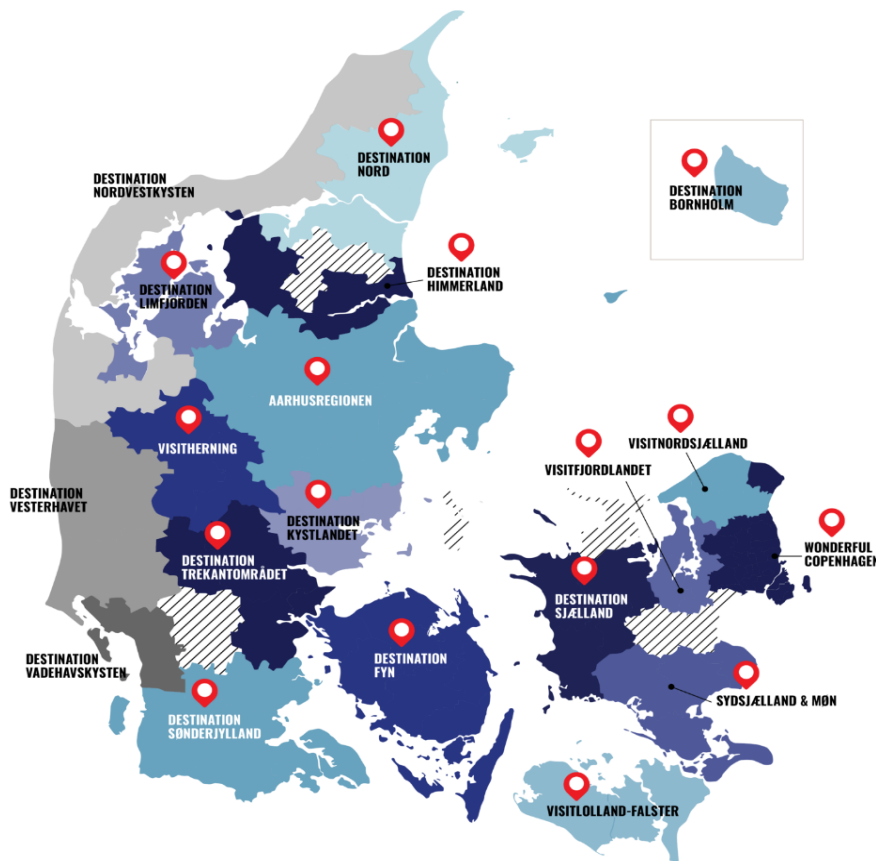 DESTINATION
NORD
DESTINATION
NORDVESTKYSTEN
DESTINATION
BORNHOLM
DESTINATION
HIMMERLAND
DESTINATION
LIMFJORDEN
AARHUSREGIONEN
VISITHERNING
VISITNORDSJÆLLAND
VISITFJORDLANDET
DESTINATION
VESTERHAVET
DESTINATION
KYSTLANDET
DESTINATION
TREKANTOMRÅDET
WONDERFUL
COPENHAGEN
DESTINATION
SJÆLLAND
DESTINATION
VADEHAVSKYSTEN
DESTINATION
FYN
SYDSJÆLLAND & MØN
DESTINATION
SØNDERJYLLAND
VISITLOLLAND-FALSTER